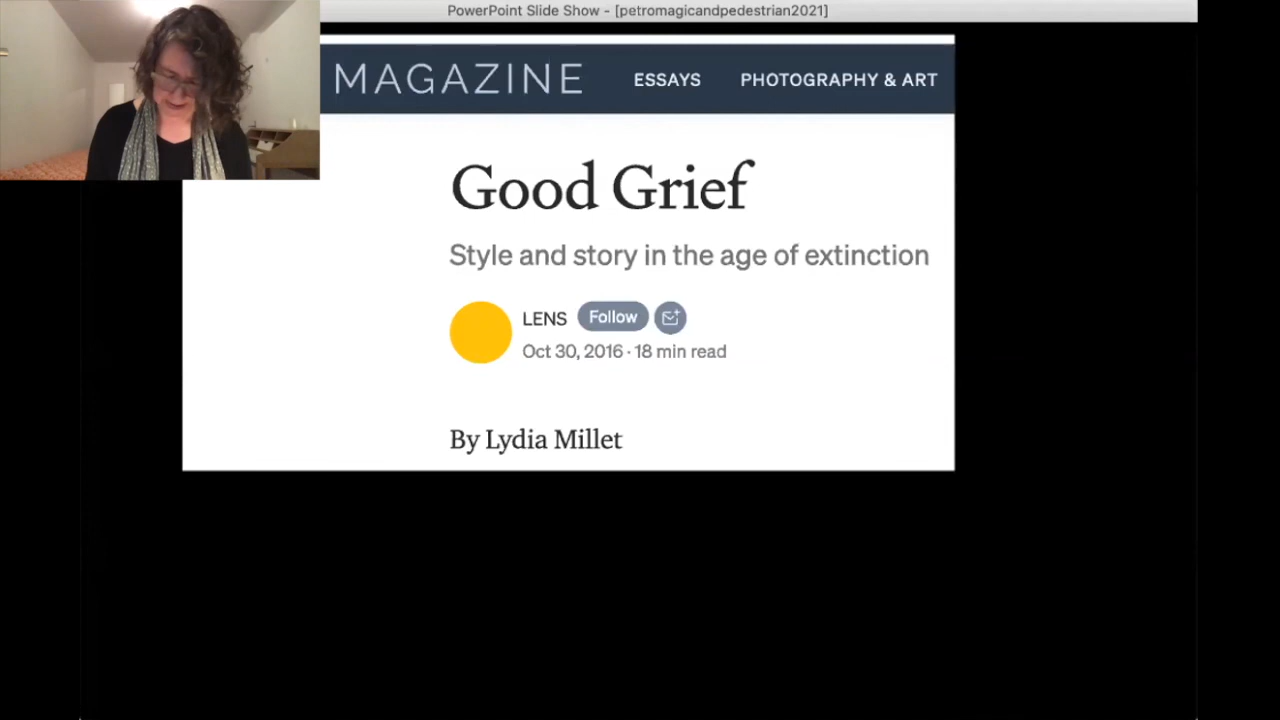 PowerPoint Slide Show - [petromagicandpedestrian2021]
MAGAZINE ESSAYS PHOTOGRAPHY & ART
Good Grief
Style and story in the age of extinction
LENS Follow
Oct 30, 2016 · 18 min read
By Lydia Millet